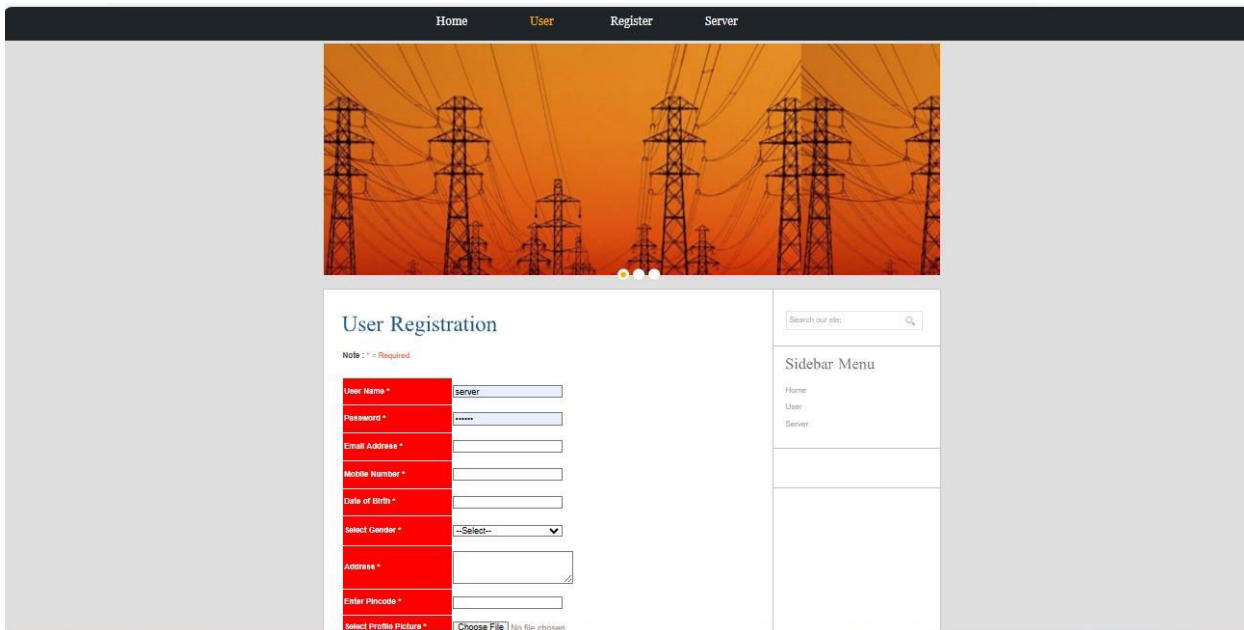 Home User Register Server
User Registration
Note : * = Required
User Name * server
Password * ••••••
Email Address *
Mobile Number *
Date of Birth *
Select Gender * --Select--
Address *
Enter Pincode *
Select Profile Picture * Choose File No file chosen
Search our site:
Sidebar Menu
Home
User
Server